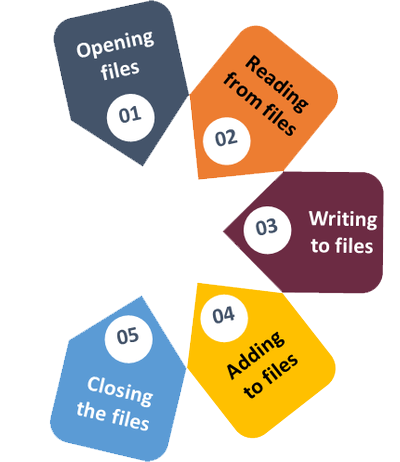 Opening
files
01
Reading
from files
02
03
Writing
to files
04
Adding
to files
05
Closing
the files